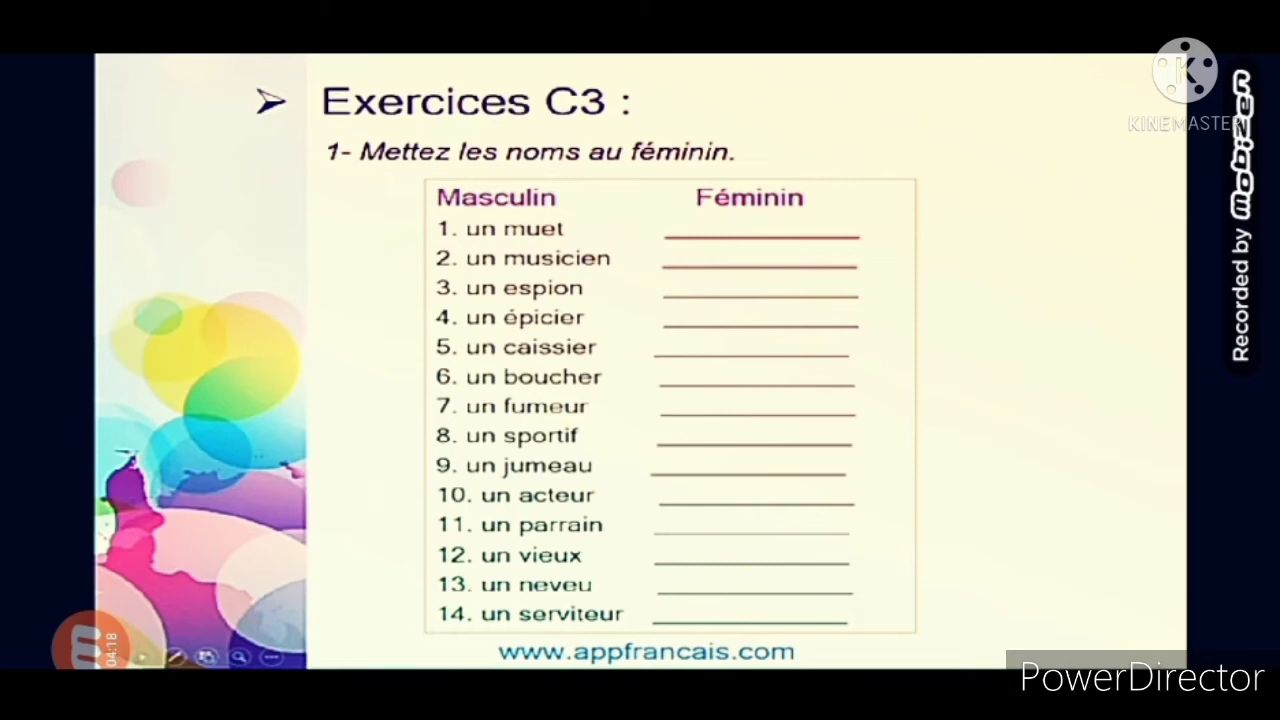 Exercices C3 :
1- Mettez les noms au féminin.
Masculin Féminin
1. un muet
2. un musicien
3. un espion
4. un épicier
5. un caissier
6. un boucher
7. un fumeur
8. un sportif
9. un jumeau
10. un acteur
11. un parrain
12. un vieux
13. un neveu
14. un serviteur
www.appfrancais.com
KINEMASTER
Recorded by mobizen
04:18
PowerDirector